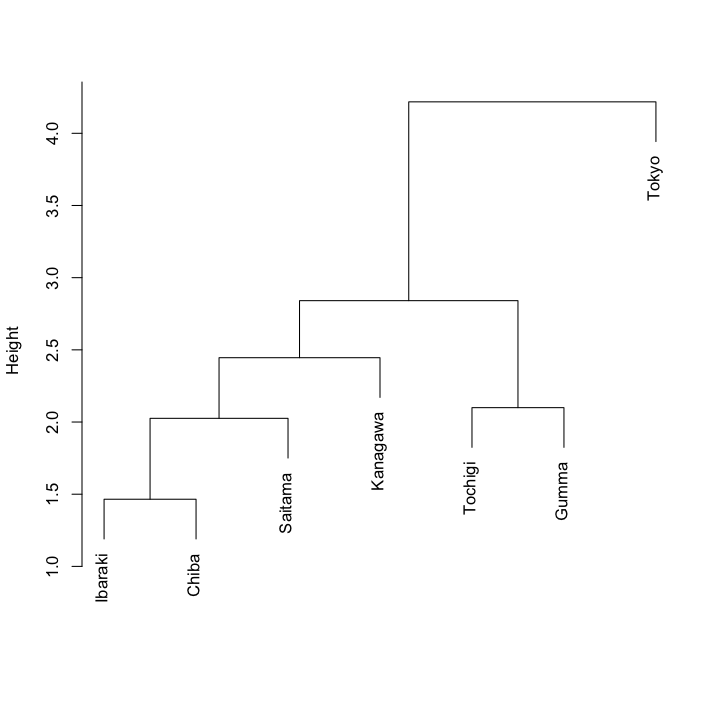 Height
4.0
3.5
3.0
2.5
2.0
1.5
1.0
Ibaraki
Chiba
Saitama
Kanagawa
Tochigi
Gumma
Tokyo